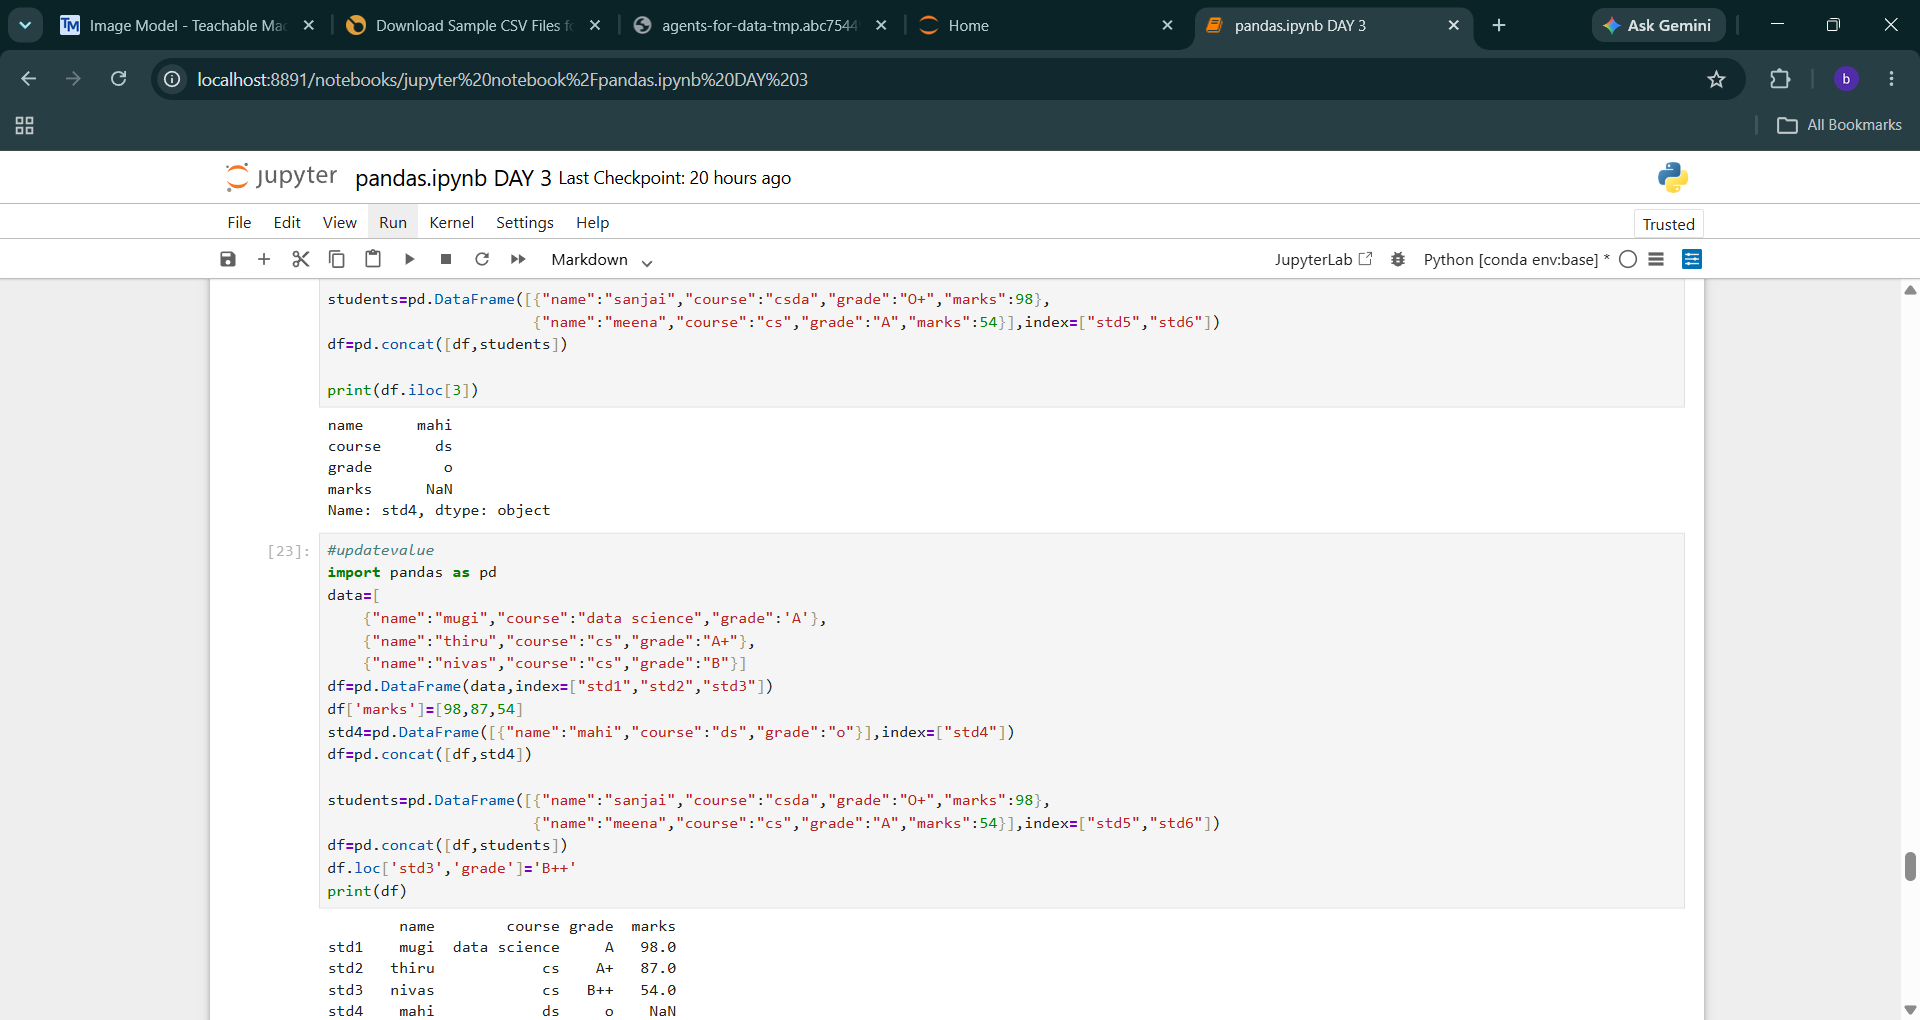 Image Model - Teachable Mac
Download Sample CSV Files fo
agents-for-data-tmp.abc7544
Home
pandas.ipynb DAY 3
Ask Gemini
localhost:8891/notebooks/jupyter%20notebook%2Fpandas.ipynb%20DAY%203
b
All Bookmarks
jupyter pandas.ipynb DAY 3 Last Checkpoint: 20 hours ago
File Edit View Run Kernel Settings Help
Trusted
Markdown
JupyterLab
Python [conda env:base] *
students=pd.DataFrame([{"name":"sanjai","course":"csda","grade":"O+","marks":98},
{"name":"meena","course":"cs","grade":"A","marks":54}],index=["std5","std6"])
df=pd.concat([df,students])
print(df.iloc[3])
name mahi
course ds
grade o
marks NaN
Name: std4, dtype: object
[23]:
#updatevalue
import pandas as pd
data=[
{"name":"mugi","course":"data science","grade":'A'},
{"name":"thiru","course":"cs","grade":"A+"},
{"name":"nivas","course":"cs","grade":"B"}]
df=pd.DataFrame(data,index=["std1","std2","std3"])
df['marks']=[98,87,54]
std4=pd.DataFrame([{"name":"mahi","course":"ds","grade":"o"}],index=["std4"])
df=pd.concat([df,std4])
students=pd.DataFrame([{"name":"sanjai","course":"csda","grade":"O+","marks":98},
{"name":"meena","course":"cs","grade":"A","marks":54}],index=["std5","std6"])
df=pd.concat([df,students])
df.loc['std3','grade']='B++'
print(df)
name course grade marks
std1 mugi data science A 98.0
std2 thiru cs A+ 87.0
std3 nivas cs B++ 54.0
std4 mahi ds o NaN